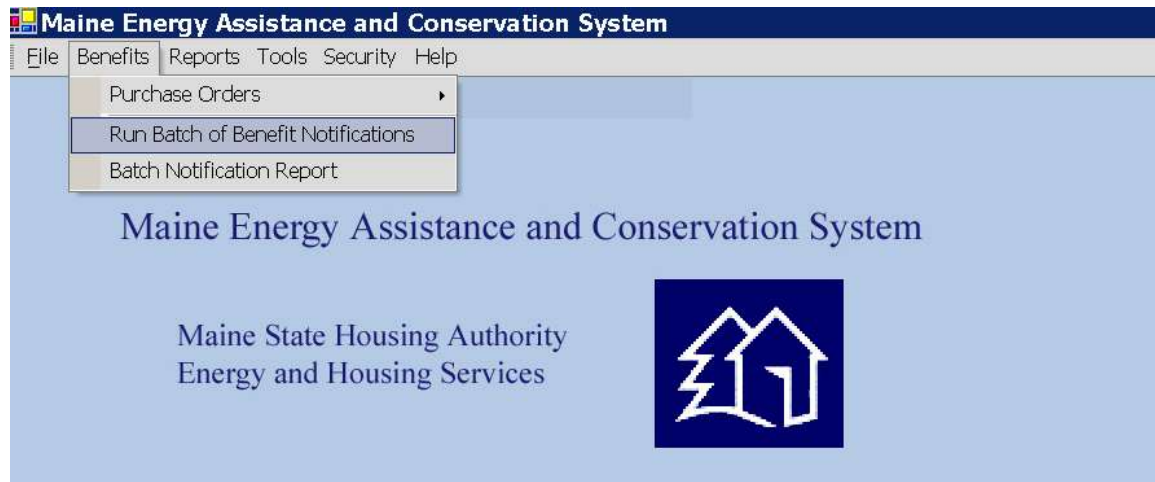 Maine Energy Assistance and Conservation System
File Benefits Reports Tools Security Help
Purchase Orders
Run Batch of Benefit Notifications
Batch Notification Report
Maine Energy Assistance and Conservation System
Maine State Housing Authority
Energy and Housing Services